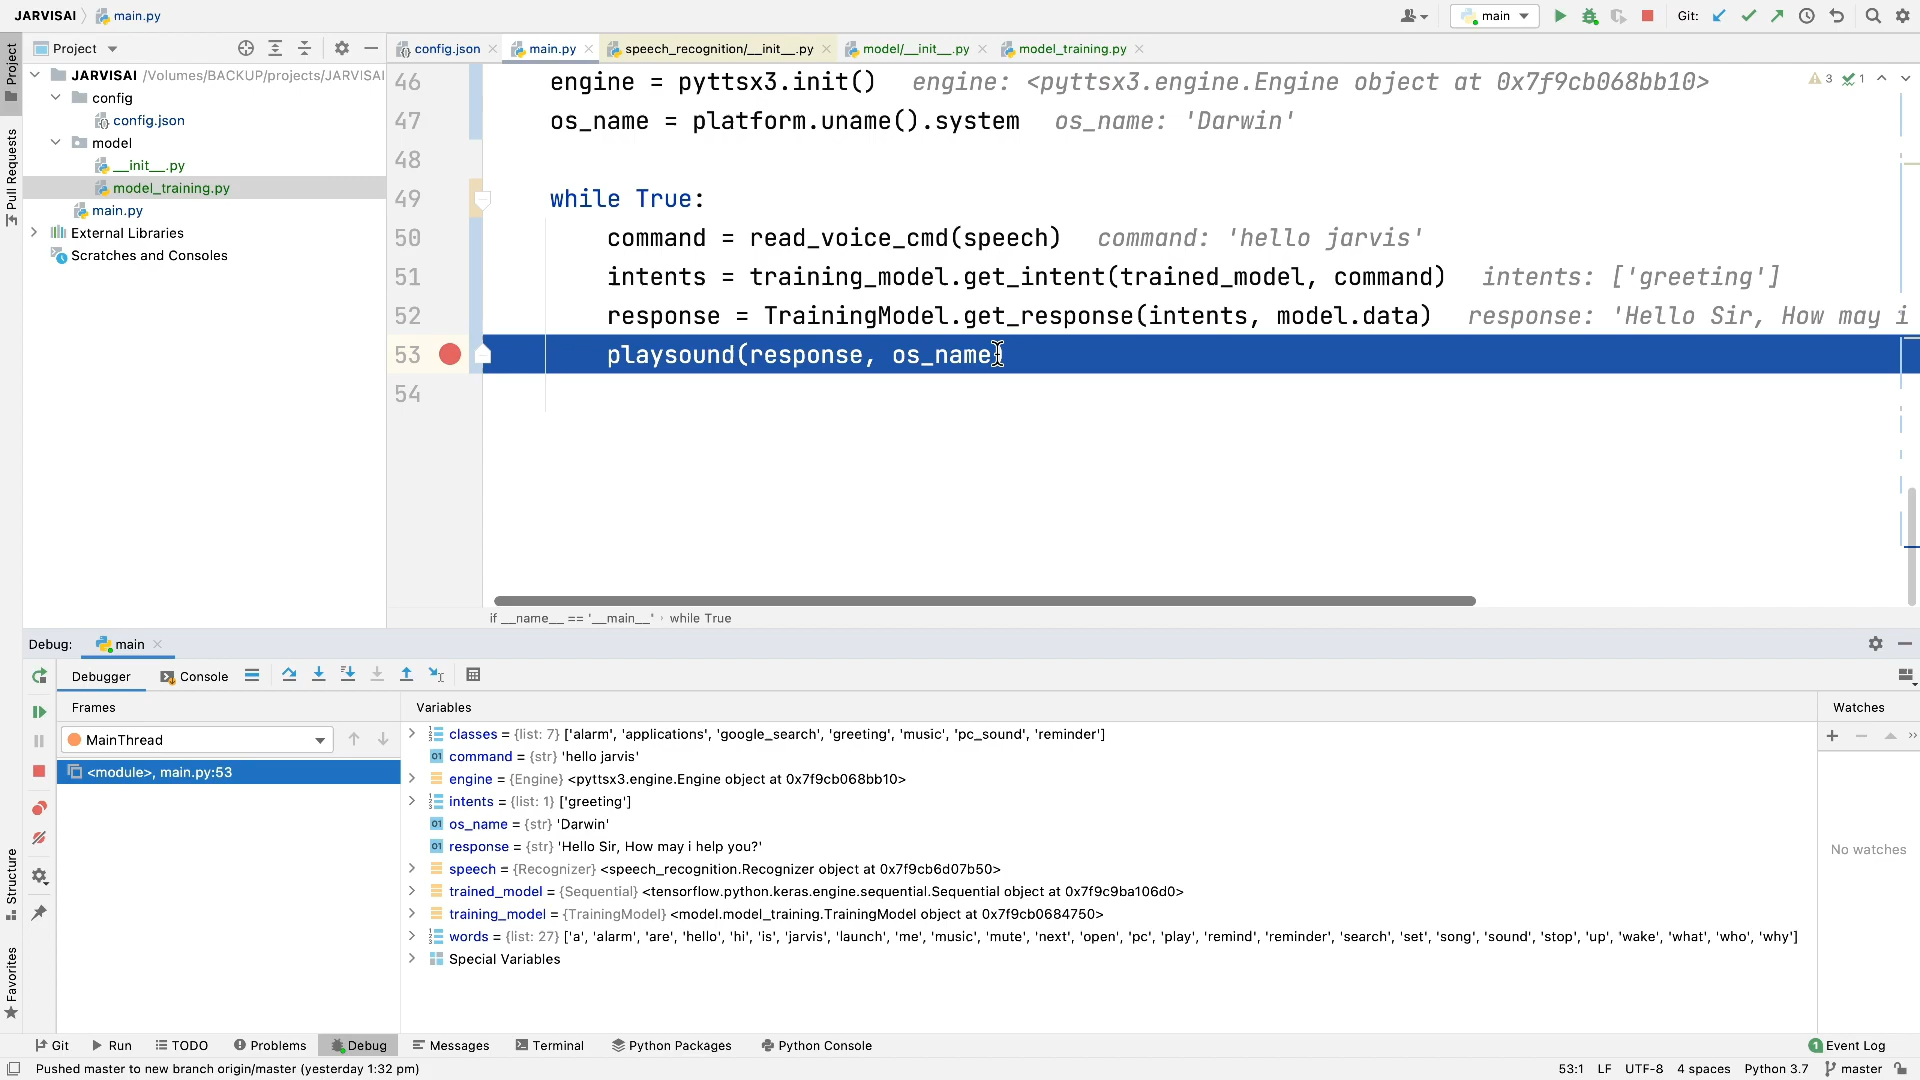 JARVISAI main.py
main Git:
Project
config.json main.py speech_recognition/__init__.py model/__init__.py model_training.py
Project
Pull Requests
Structure
Favorites
JARVISAI /Volumes/BACKUP/projects/JARVISAI
config
config.json
model
__init__.py
model_training.py
main.py
External Libraries
Scratches and Consoles
3 1
46 engine = pyttsx3.init() engine: <pyttsx3.engine.Engine object at 0x7f9cb068bb10>
47 os_name = platform.uname().system os_name: 'Darwin'
48
49 while True:
50 command = read_voice_cmd(speech) command: 'hello jarvis'
51 intents = training_model.get_intent(trained_model, command) intents: ['greeting']
52 response = TrainingModel.get_response(intents, model.data) response: 'Hello Sir, How may i
53 playsound(response, os_name)
54
if __name__ == '__main__' › while True
Debug: main
Debugger Console
Frames
Variables
Watches
MainThread
<module>, main.py:53
classes = {list: 7} ['alarm', 'applications', 'google_search', 'greeting', 'music', 'pc_sound', 'reminder']
command = {str} 'hello jarvis'
engine = {Engine} <pyttsx3.engine.Engine object at 0x7f9cb068bb10>
intents = {list: 1} ['greeting']
os_name = {str} 'Darwin'
response = {str} 'Hello Sir, How may i help you?'
speech = {Recognizer} <speech_recognition.Recognizer object at 0x7f9cb6d07b50>
trained_model = {Sequential} <tensorflow.python.keras.engine.sequential.Sequential object at 0x7f9c9ba106d0>
training_model = {TrainingModel} <model.model_training.TrainingModel object at 0x7f9cb0684750>
words = {list: 27} ['a', 'alarm', 'are', 'hello', 'hi', 'is', 'jarvis', 'launch', 'me', 'music', 'mute', 'next', 'open', 'pc', 'play', 'remind', 'reminder', 'search', 'set', 'song', 'sound', 'stop', 'up', 'wake', 'what', 'who', 'why']
Special Variables
No watches
Git Run TODO Problems Debug Messages Terminal Python Packages Python Console 1 Event Log
Pushed master to new branch origin/master (yesterday 1:32 pm) 53:1 LF UTF-8 4 spaces Python 3.7 master